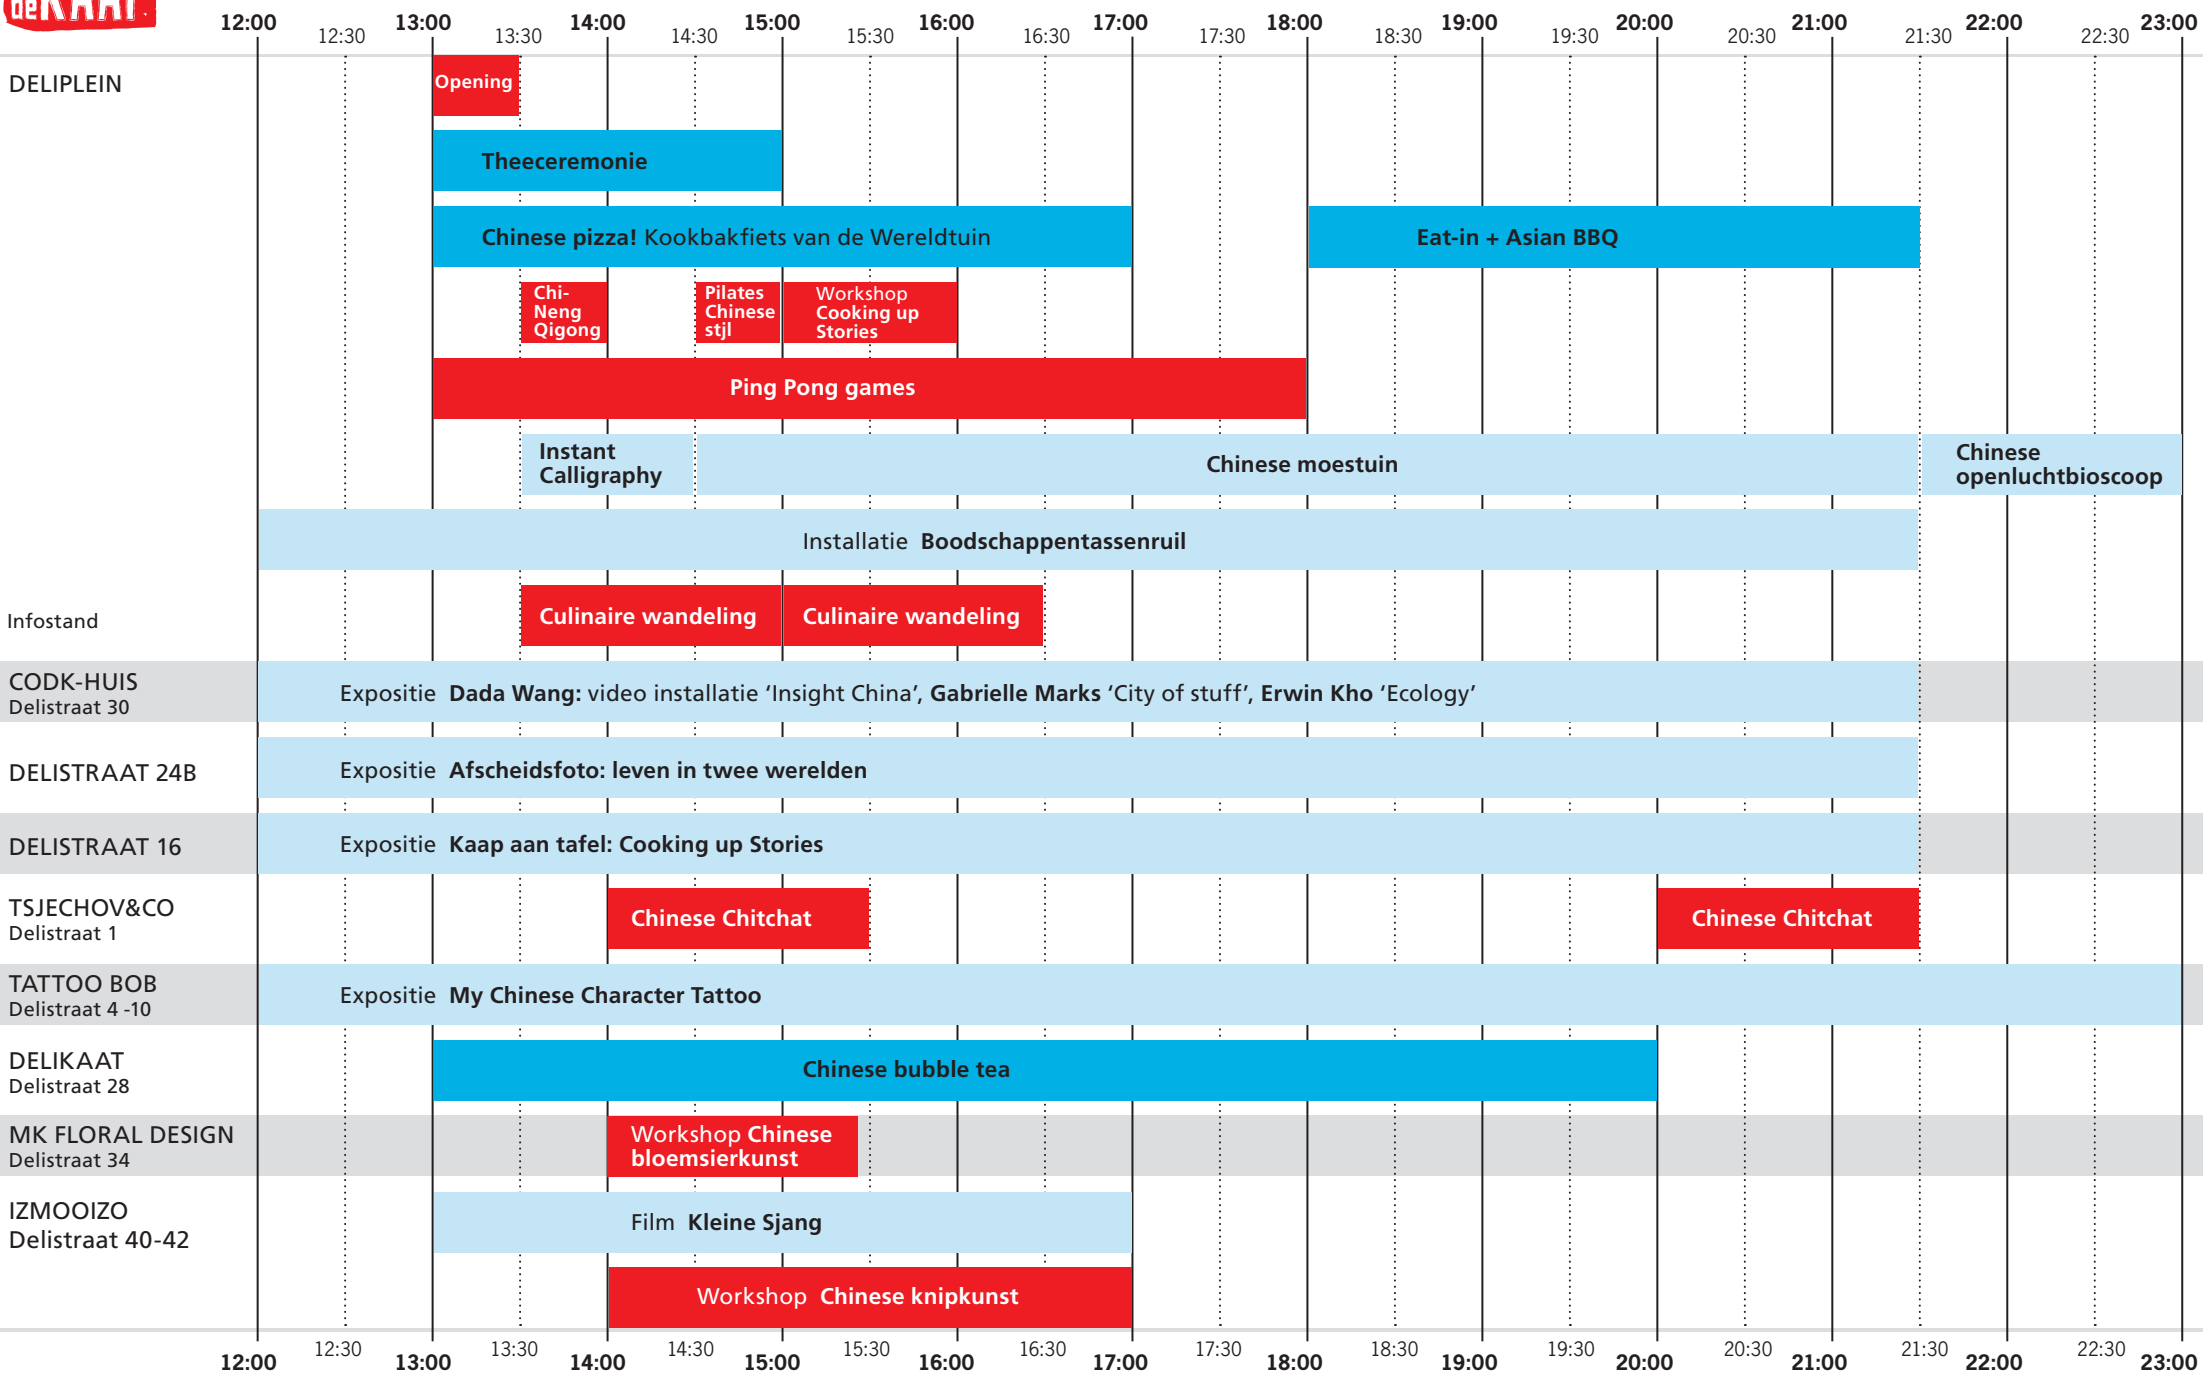 deKAAP.
12:00 13:00 14:00 15:00 16:00 17:00 18:00 19:00 20:00 21:00 22:00 23:00
12:30 13:30 14:30 15:30 16:30 17:30 18:30 19:30 20:30 21:30 22:30
DELIPLEIN
Opening
Theeceremonie
Chinese pizza! Kookbakfiets van de Wereldtuin
Eat-in + Asian BBQ
Chi-
Neng
Qigong
Pilates
Chinese
stjl
Workshop
Cooking up
Stories
Ping Pong games
Instant
Calligraphy
Chinese moestuin
Chinese
openluchtbioscoop
Installatie Boodschappentassenruil
Infostand
Culinaire wandeling
Culinaire wandeling
CODK-HUIS
Delistraat 30
Expositie Dada Wang: video installatie ‘Insight China’, Gabrielle Marks ‘City of stuff’, Erwin Kho ‘Ecology’
DELISTRAAT 24B
Expositie Afscheidsfoto: leven in twee werelden
DELISTRAAT 16
Expositie Kaap aan tafel: Cooking up Stories
TSJECHOV&CO
Delistraat 1
Chinese Chitchat
Chinese Chitchat
TATTOO BOB
Delistraat 4 -10
Expositie My Chinese Character Tattoo
DELIKAAT
Delistraat 28
Chinese bubble tea
MK FLORAL DESIGN
Delistraat 34
Workshop Chinese
bloemsierkunst
IZMOOIZO
Delistraat 40-42
Film Kleine Sjang
Workshop Chinese knipkunst
12:30 13:30 14:30 15:30 16:30 17:30 18:30 19:30 20:30 21:30 22:30
12:00 13:00 14:00 15:00 16:00 17:00 18:00 19:00 20:00 21:00 22:00 23:00